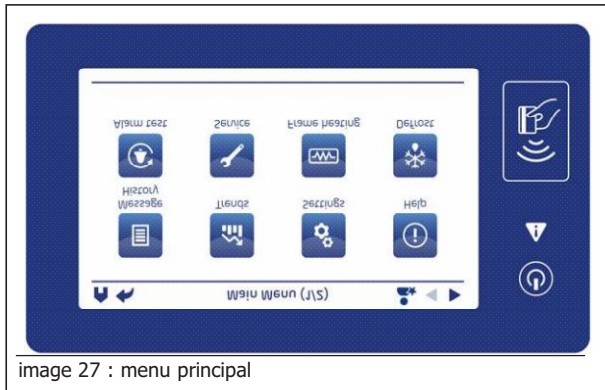 Main Menu (1/2)
Message Trends Settings Help
History
Alarm test Service Frame heating Defrost
image 27 : menu principal